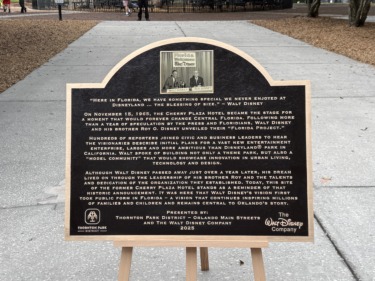 "Here in Florida, we have something special we never enjoyed at
Disneyland ... the blessing of size." - Walt Disney
On November 15, 1965, the Cherry Plaza Hotel became the stage for
a moment that would forever change Central Florida. Following more
than a year of speculation by the press and Floridians, Walt Disney
and his brother Roy O. Disney unveiled their "Florida Project."
Hundreds of reporters joined civic and business leaders to hear
the visionaries describe initial plans for a vast new entertainment
enterprise, larger and more ambitious than Disneyland® Park in
California. Walt spoke of building not only a theme park, but also a
"model community" that would showcase innovation in urban living,
technology and design.
Although Walt Disney passed away just over a year later, his dream
lived on through the leadership of his brother Roy and the talents
and dedication of the organization they established. Today, this site
of the former Cherry Plaza Hotel stands as a reminder of that
historic announcement. It was here that Walt Disney's vision first
took public form in Florida – a vision that continues inspiring millions
of families and children and remains central to Orlando's story.
Presented by:
Thornton Park District – Orlando Main Streets
and The Walt Disney Company
2025
THORNTON PARK
The
Walt Disney
Company